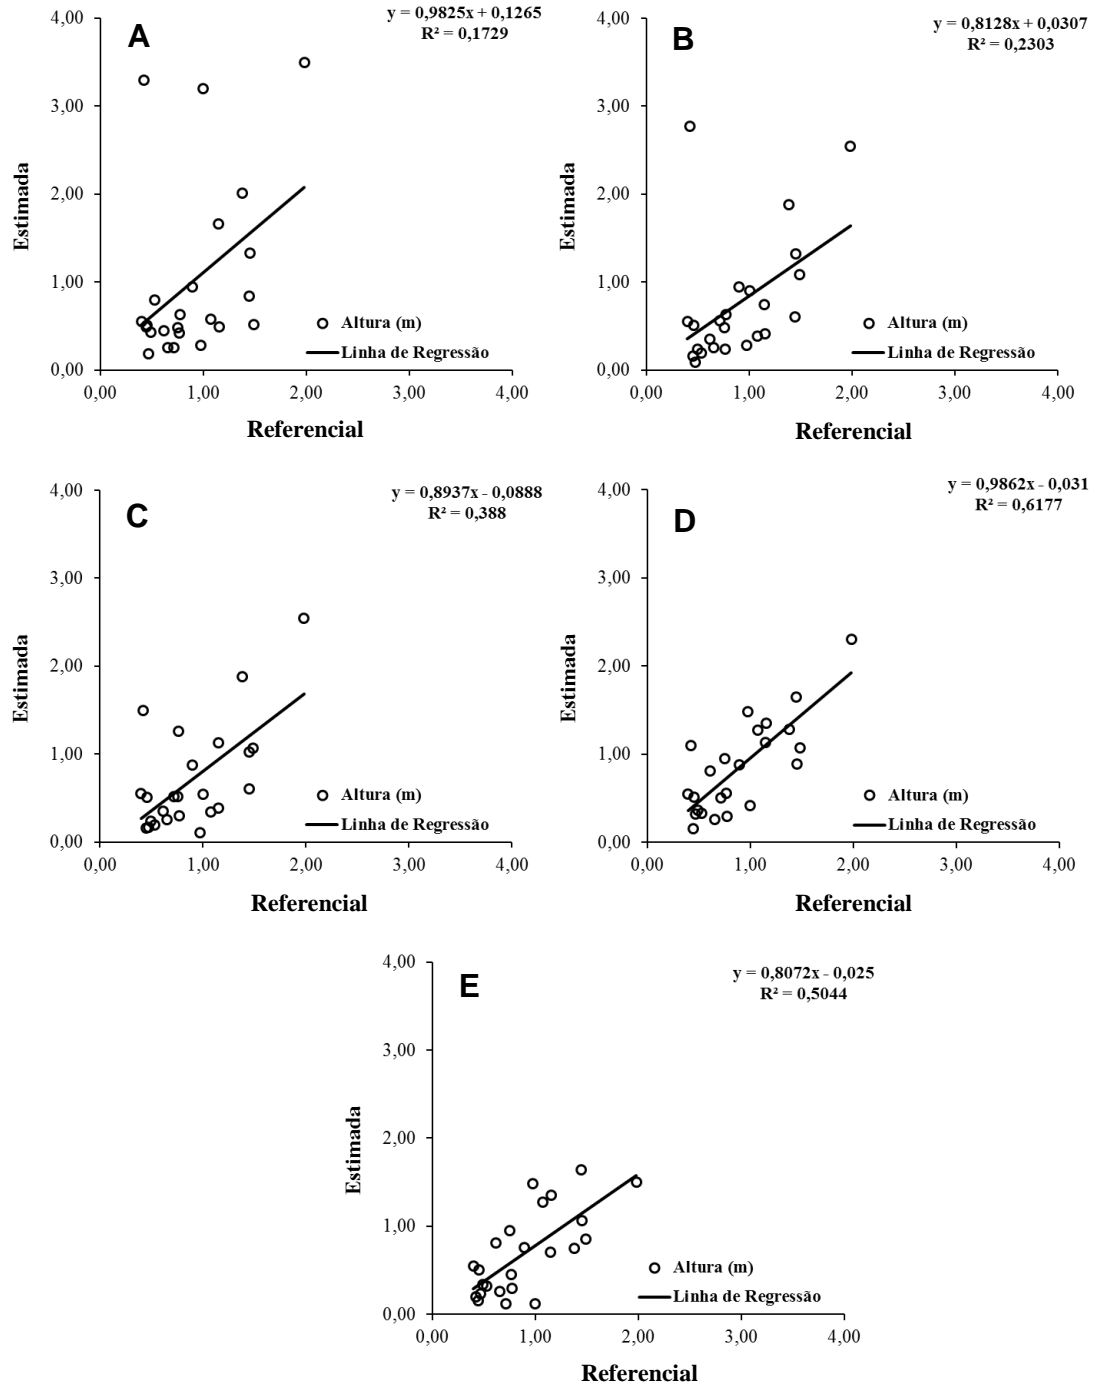 A
y = 0,9825x + 0,1265
R² = 0,1729
4,00
3,00
2,00
1,00
0,00
Estimada
Altura (m)
Linha de Regressão
0,00 1,00 2,00 3,00 4,00
Referencial
B
y = 0,8128x + 0,0307
R² = 0,2303
4,00
3,00
2,00
1,00
0,00
Estimada
Altura (m)
Linha de Regressão
0,00 1,00 2,00 3,00 4,00
Referencial
C
y = 0,8937x - 0,0888
R² = 0,388
4,00
3,00
2,00
1,00
0,00
Estimada
Altura (m)
Linha de Regressão
0,00 1,00 2,00 3,00 4,00
Referencial
D
y = 0,9862x - 0,031
R² = 0,6177
4,00
3,00
2,00
1,00
0,00
Estimada
Altura (m)
Linha de Regressão
0,00 1,00 2,00 3,00 4,00
Referencial
E
y = 0,8072x - 0,025
R² = 0,5044
4,00
3,00
2,00
1,00
0,00
Estimada
Altura (m)
Linha de Regressão
0,00 1,00 2,00 3,00 4,00
Referencial